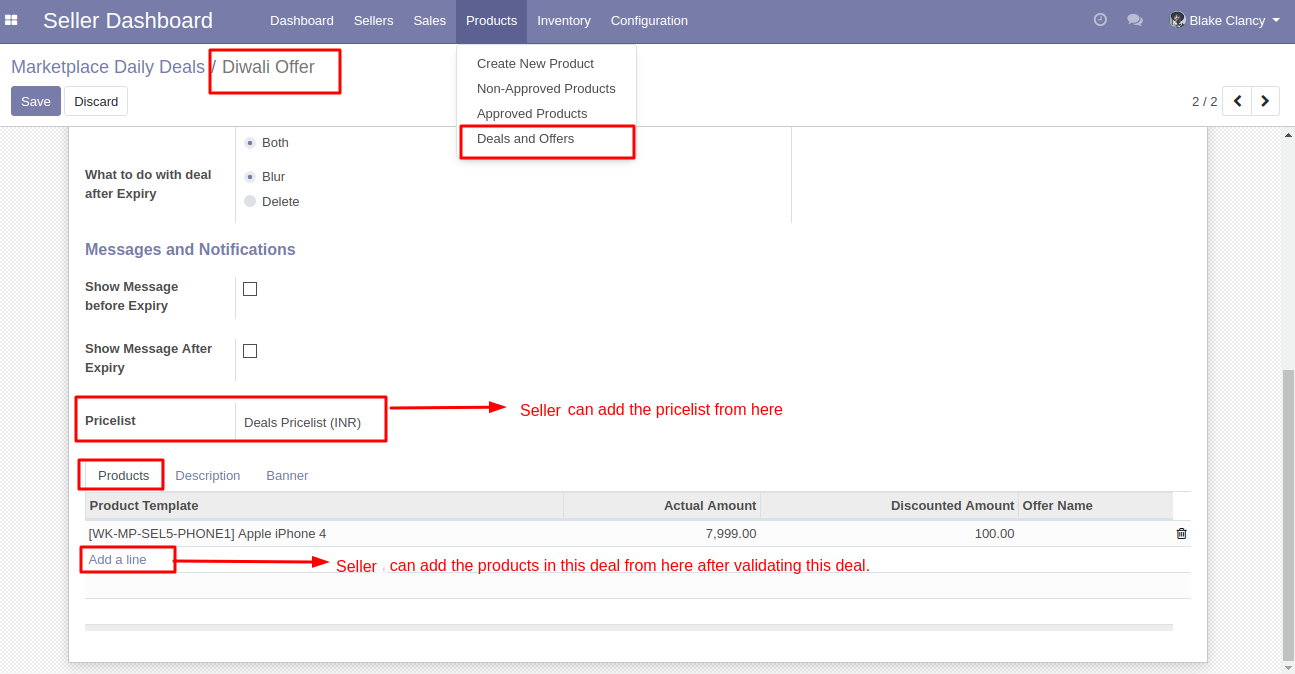 Seller Dashboard Dashboard Sellers Sales Products Inventory Configuration Blake Clancy
Marketplace Daily Deals / Diwali Offer
Create New Product
Non-Approved Products
Approved Products
Deals and Offers
Save Discard
2 / 2
Both
What to do with deal
after Expiry
Blur
Delete
Messages and Notifications
Show Message
before Expiry
Show Message After
Expiry
Pricelist Deals Pricelist (INR)
Seller can add the pricelist from here
Products Description Banner
Product Template Actual Amount Discounted Amount Offer Name
[WK-MP-SEL5-PHONE1] Apple iPhone 4 7,999.00 100.00
Add a line
Seller can add the products in this deal from here after validating this deal.